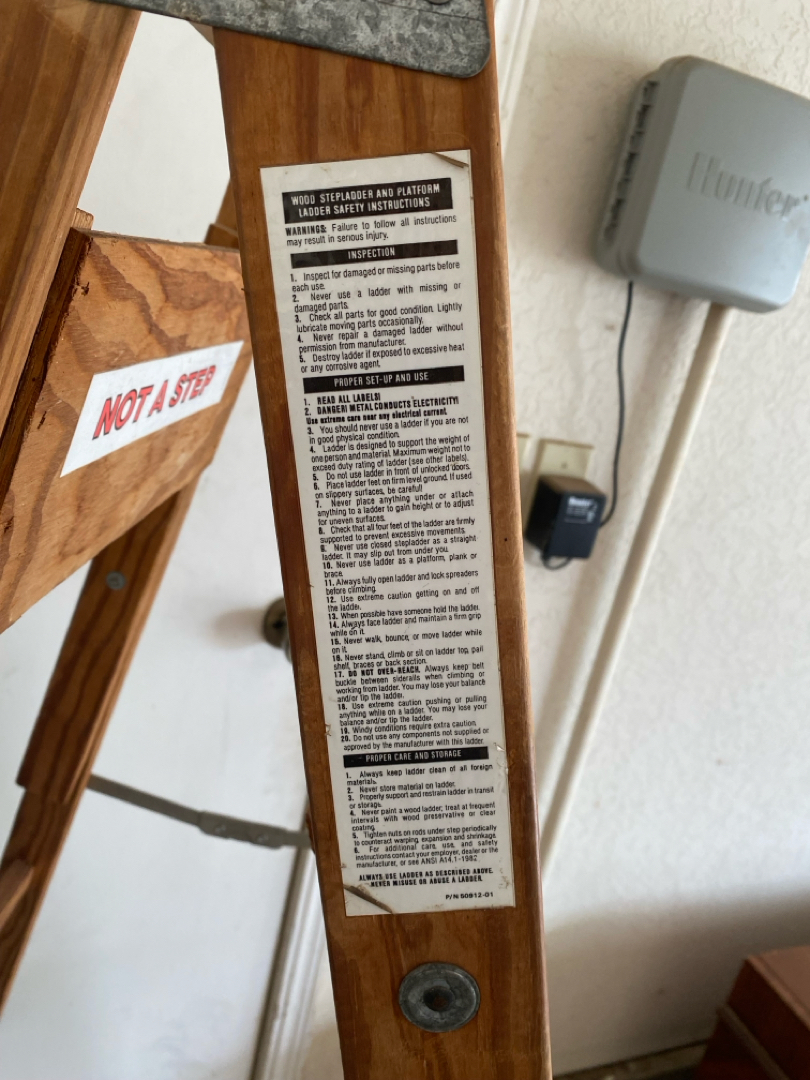 WOOD STEPLADDER AND PLATFORM
LADDER SAFETY INSTRUCTIONS
WARNINGS: Failure to follow all instructions
may result in serious injury.
INSPECTION
1. Inspect for damaged or missing parts before
each use.
2. Never use a ladder with missing or
damaged parts.
3. Check all parts for good condition. Lightly
lubricate moving parts occasionally.
4. Never repair a damaged ladder without
permission from manufacturer.
5. Destroy ladder if exposed to excessive heat
or any corrosive agent.
PROPER SET-UP AND USE
1. READ ALL LABELS!
2. DANGER! METAL CONDUCTS ELECTRICITY!
Use extreme care near any electrical current.
3. You should never use a ladder if you are not
in good physical condition.
4. Ladder is designed to support the weight of
one person and material. Maximum weight not to
exceed duty rating of ladder (see other labels).
5. Do not use ladder in front of unlocked doors.
6. Place ladder feet on firm level ground. If used
on slippery surfaces, be careful!
7. Never place anything under or attach
anything to a ladder to gain height or to adjust
for uneven surfaces.
8. Check that all four feet of the ladder are firmly
supported to prevent excessive movements.
9. Never use closed stepladder as a straight
ladder. It may slip out from under you.
10. Never use ladder as a platform, plank or
brace.
11. Always fully open ladder and lock spreaders
before climbing.
12. Use extreme caution getting on and off
the ladder.
13. When possible have someone hold the ladder.
14. Always face ladder and maintain a firm grip
while on it.
15. Never walk, bounce, or move ladder while
on it.
16. Never stand, climb or sit on ladder top, pail
shelf, braces or back section.
17. DO NOT OVER-REACH. Always keep belt
buckle between siderails when climbing or
working from ladder. You may lose your balance
and/or tip the ladder.
18. Use extreme caution pushing or pulling
anything while on a ladder. You may lose your
balance and/or tip the ladder.
19. Windy conditions require extra caution.
20. Do not use any components not supplied or
approved by the manufacturer with this ladder.
PROPER CARE AND STORAGE
1. Always keep ladder clean of all foreign
materials.
2. Never store material on ladder.
3. Properly support and restrain ladder in transit
or storage.
4. Never paint a wood ladder; treat at frequent
intervals with wood preservative or clear
coating.
5. Tighten nuts on rods under step periodically
to counteract warping, expansion and shrinkage.
6. For additional care, use, and safety
instructions contact your employer, dealer or the
manufacturer, or see ANSI A14.1-1982
ALWAYS USE LADDER AS DESCRIBED ABOVE.
NEVER MISUSE OR ABUSE A LADDER.
P/N 50912-01
NOT A STEP
Hunter
Hunter